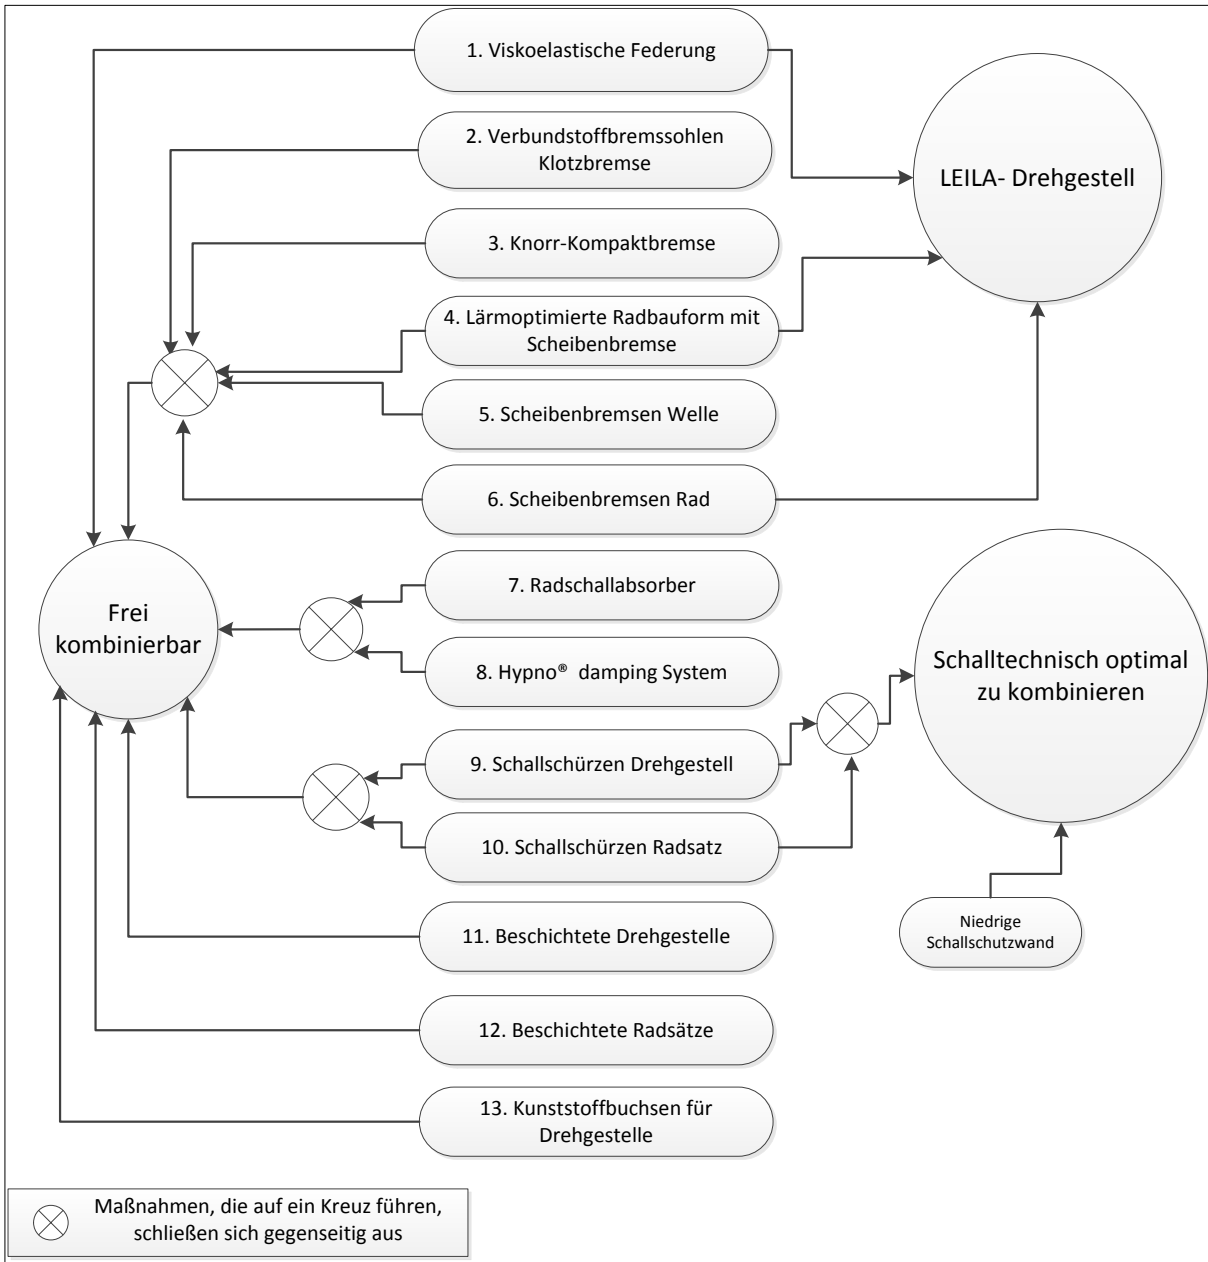 1. Viskoelastische Federung
2. Verbundstoffbremssohlen
Klotzbremse
3. Knorr-Kompaktbremse
4. Lärmoptimierte Radbauform mit
Scheibenbremse
5. Scheibenbremsen Welle
6. Scheibenbremsen Rad
7. Radschallabsorber
8. Hypno® damping System
9. Schallschürzen Drehgestell
10. Schallschürzen Radsatz
11. Beschichtete Drehgestelle
12. Beschichtete Radsätze
13. Kunststoffbuchsen für
Drehgestelle
Frei
kombinierbar
LEILA- Drehgestell
Schalltechnisch optimal
zu kombinieren
Niedrige
Schallschutzwand
Maßnahmen, die auf ein Kreuz führen,
schließen sich gegenseitig aus